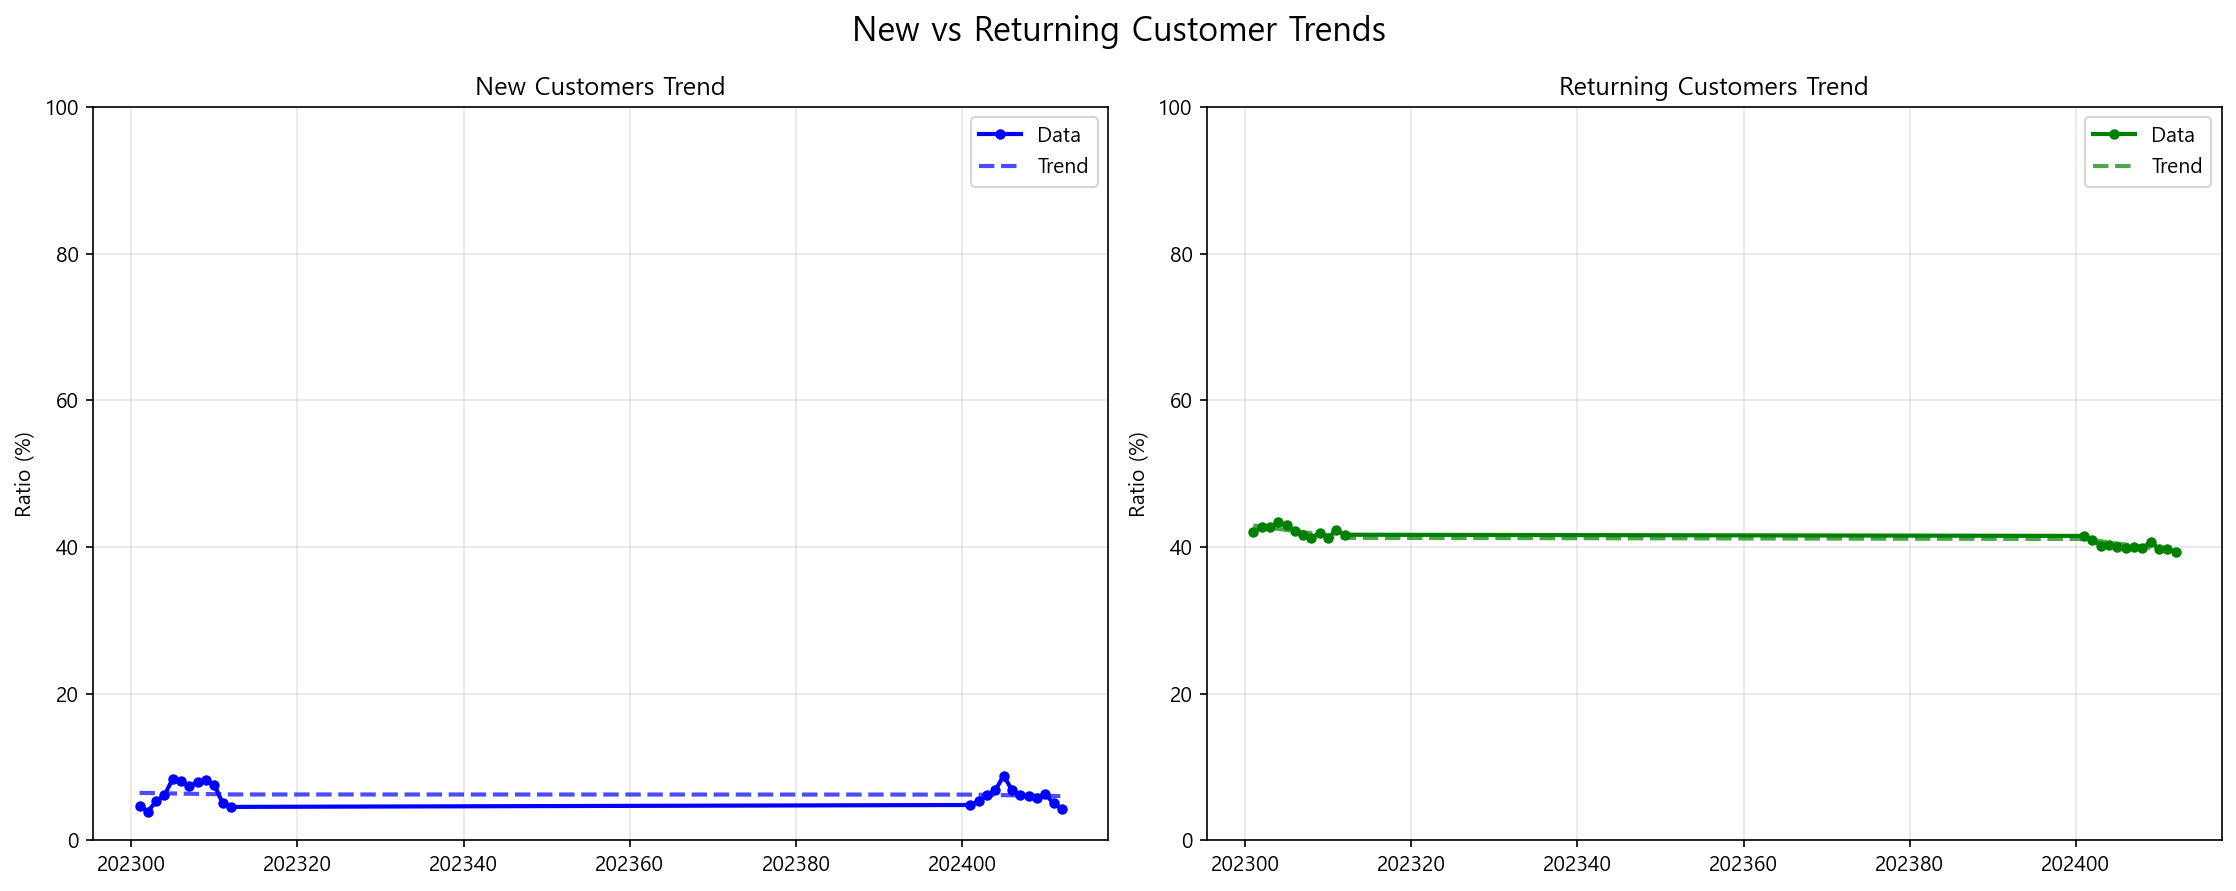 New vs Returning Customer Trends
New Customers Trend
100
80
60
40
20
0
Ratio (%)
202300 202320 202340 202360 202380 202400
Data
Trend
Returning Customers Trend
100
80
60
40
20
0
Ratio (%)
202300 202320 202340 202360 202380 202400
Data
Trend